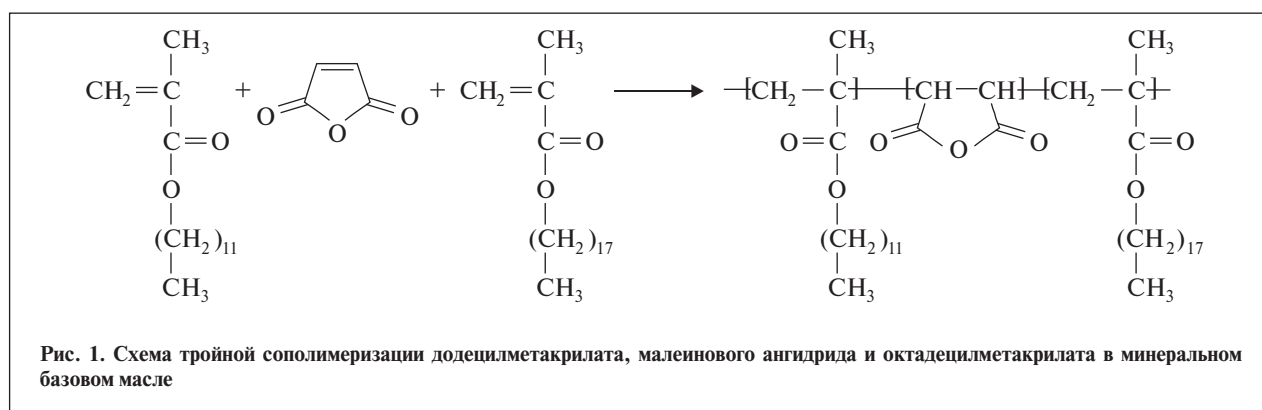 CH₃ CH₃ CH₃ CH₃
CH₂=C + + CH₂=C [CH₂–C] [CH–CH] [CH₂–C]
O O O C=O C=O O=C O O O C=O
O O O O
(CH₂)₁₁ (CH₂)₁₇ (CH₂)₁₁ (CH₂)₁₇
CH₃ CH₃ CH₃ CH₃
Рис. 1. Схема тройной сополимеризации додецилметакрилата, малеинового ангидрида и октадецилметакрилата в минеральном
базовом масле